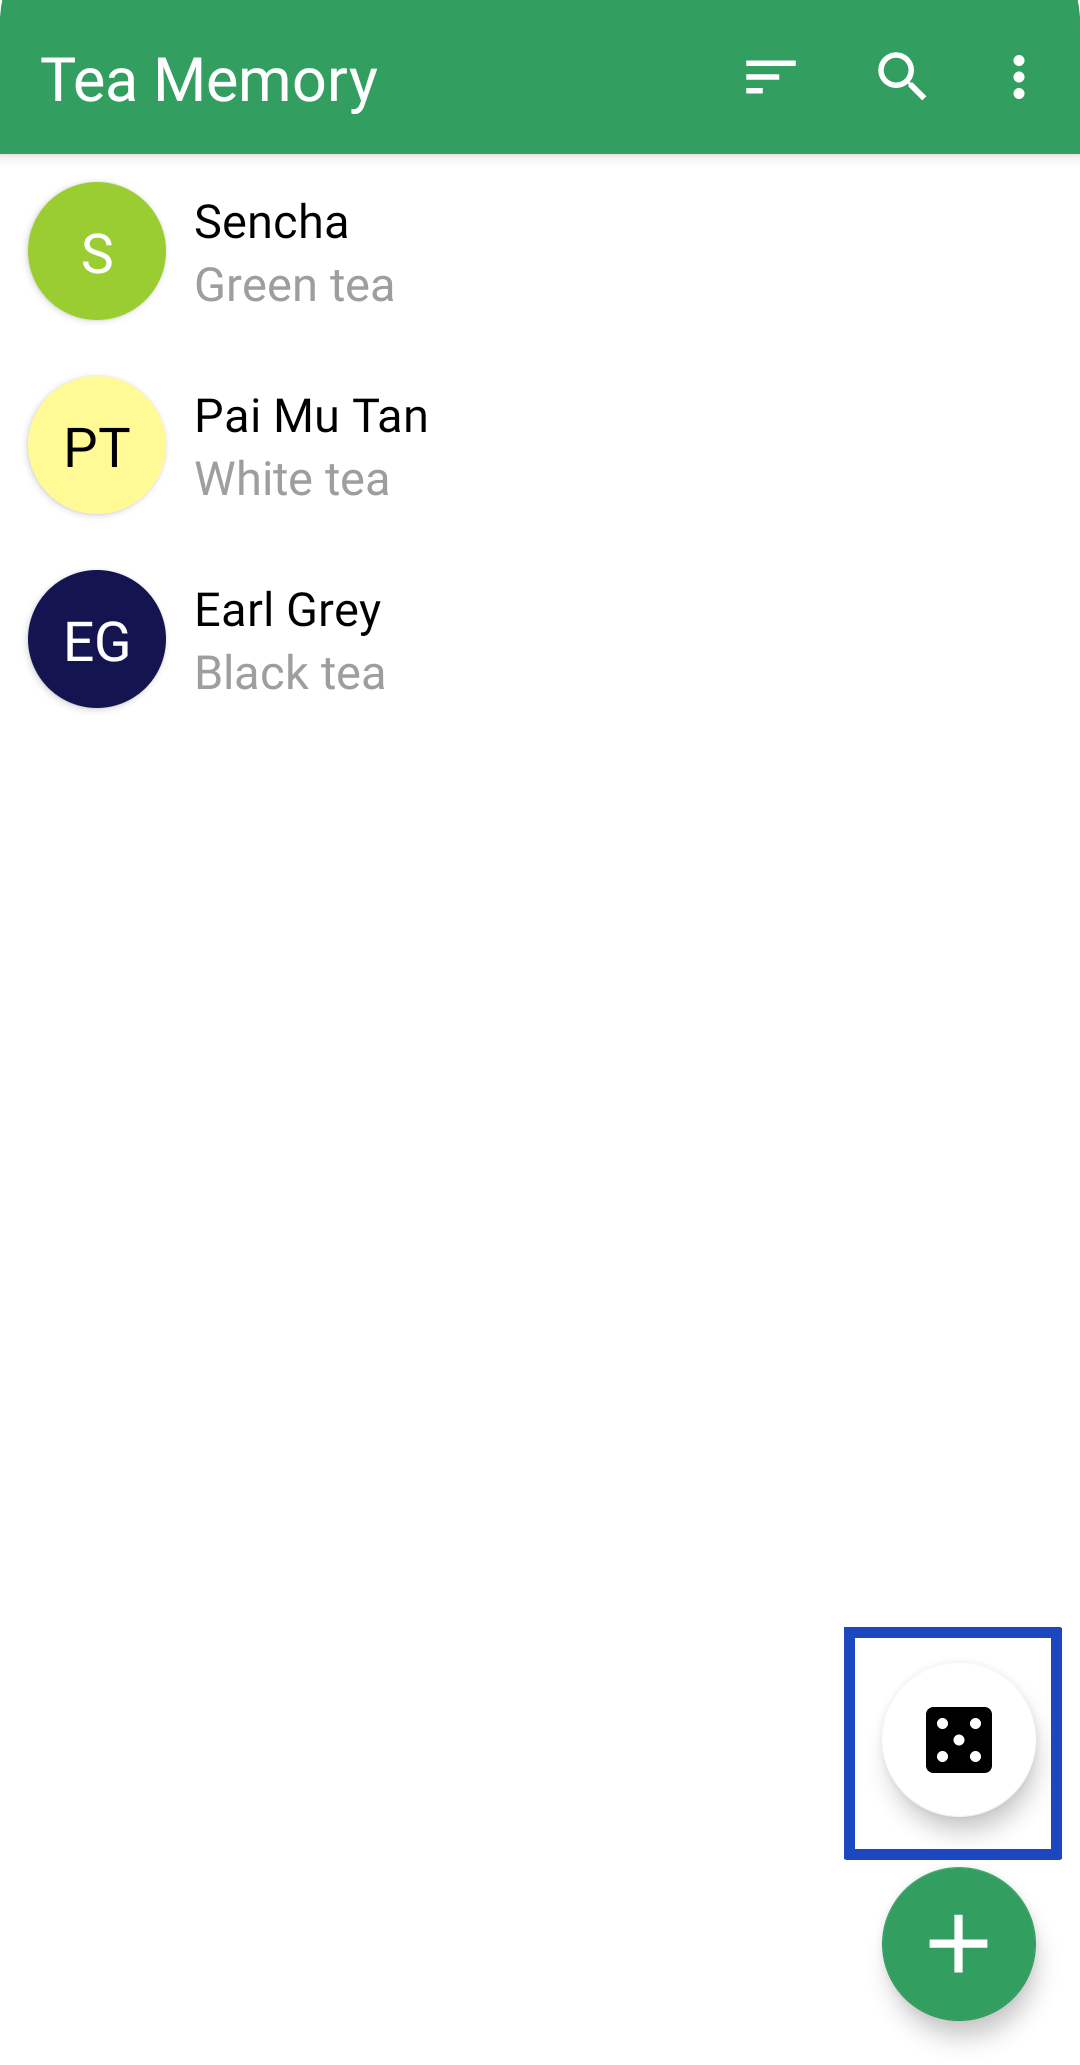 Tea Memory
S
Sencha
Green tea
PT
Pai Mu Tan
White tea
EG
Earl Grey
Black tea